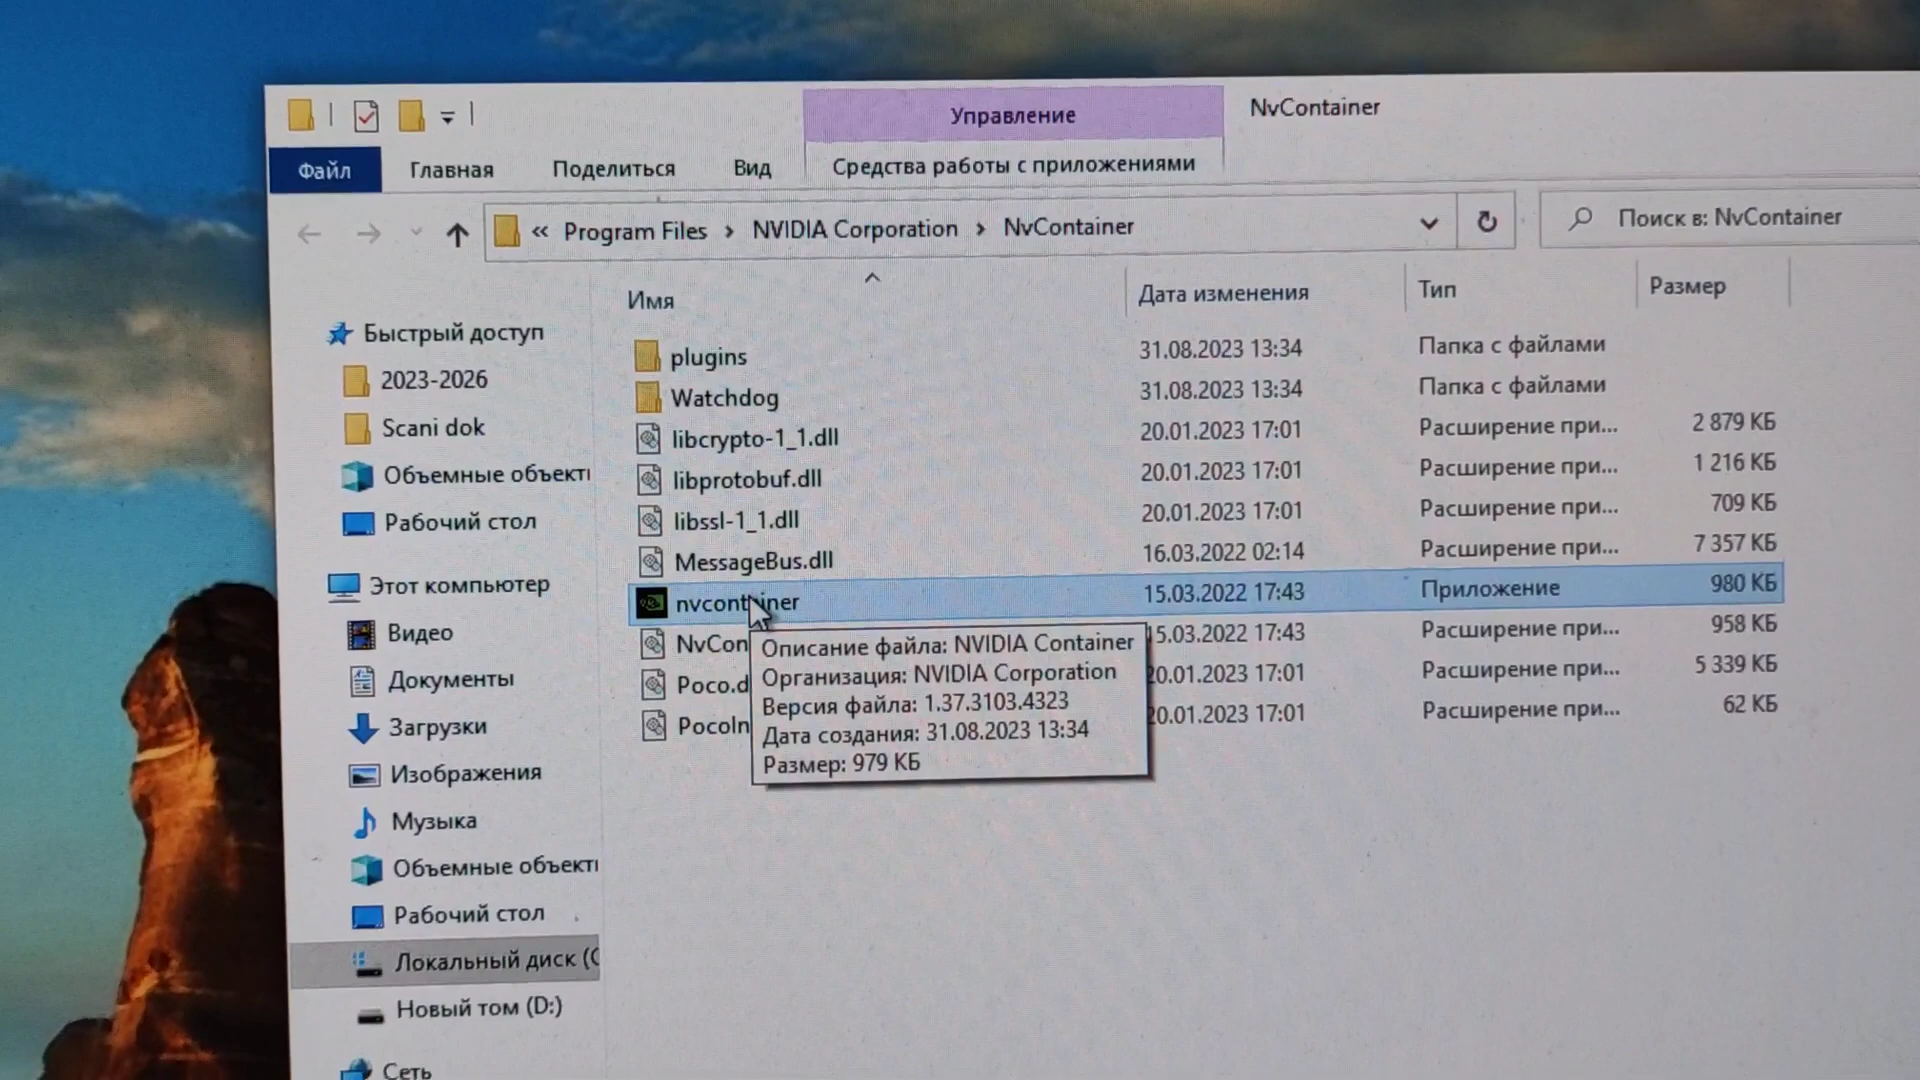 Управление
NvContainer
Файл
Главная
Поделиться
Вид
Средства работы с приложениями
« Program Files › NVIDIA Corporation › NvContainer
Поиск в: NvContainer
Быстрый доступ
2023-2026
Scani dok
Объемные объекты
Рабочий стол
Этот компьютер
Видео
Документы
Загрузки
Изображения
Музыка
Объемные объекты
Рабочий стол
Локальный диск (C
Новый том (D:)
Сеть
Имя Дата изменения Тип Размер
plugins 31.08.2023 13:34 Папка с файлами
Watchdog 31.08.2023 13:34 Папка с файлами
libcrypto-1_1.dll 20.01.2023 17:01 Расширение при... 2 879 КБ
libprotobuf.dll 20.01.2023 17:01 Расширение при... 1 216 КБ
libssl-1_1.dll 20.01.2023 17:01 Расширение при... 709 КБ
MessageBus.dll 16.03.2022 02:14 Расширение при... 7 357 КБ
nvcontainer 15.03.2022 17:43 Приложение 980 КБ
NvCon 15.03.2022 17:43 Расширение при... 958 КБ
Poco.d 20.01.2023 17:01 Расширение при... 5 339 КБ
PocoIn 20.01.2023 17:01 Расширение при... 62 КБ
Описание файла: NVIDIA Container
Организация: NVIDIA Corporation
Версия файла: 1.37.3103.4323
Дата создания: 31.08.2023 13:34
Размер: 979 КБ